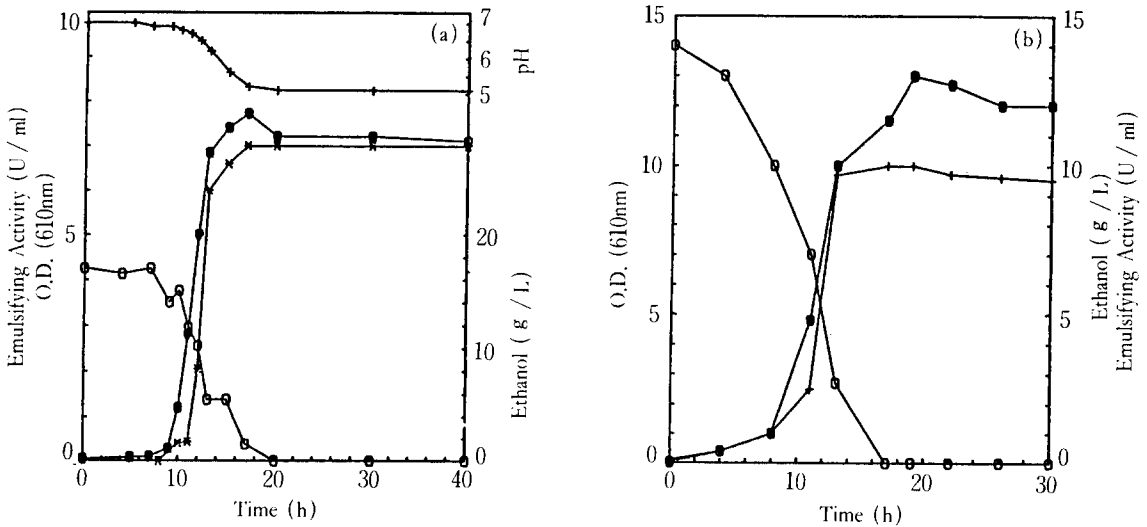 (a)
10
5
0
Emulsifying Activity (U / ml)
O.D. (610nm)
7
6
5
pH
20
10
0
Ethanol (g / L)
0
10
20
30
40
Time (h)
(b)
15
10
5
0
O.D. (610nm)
15
10
5
0
Ethanol (g / L)
Emulsifying Activity (U / ml)
0
10
20
30
Time (h)